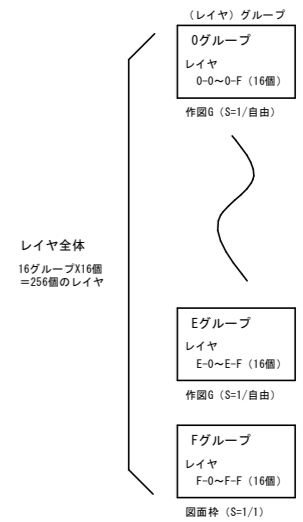 （レイヤ）グループ
0グループ
レイヤ
0-0～0-F（16個）
作図G（S=1/自由）
レイヤ全体
16グループX16個
＝256個のレイヤ
Eグループ
レイヤ
E-0～E-F（16個）
作図G（S=1/自由）
Fグループ
レイヤ
F-0～F-F（16個）
図面枠（S=1/1）